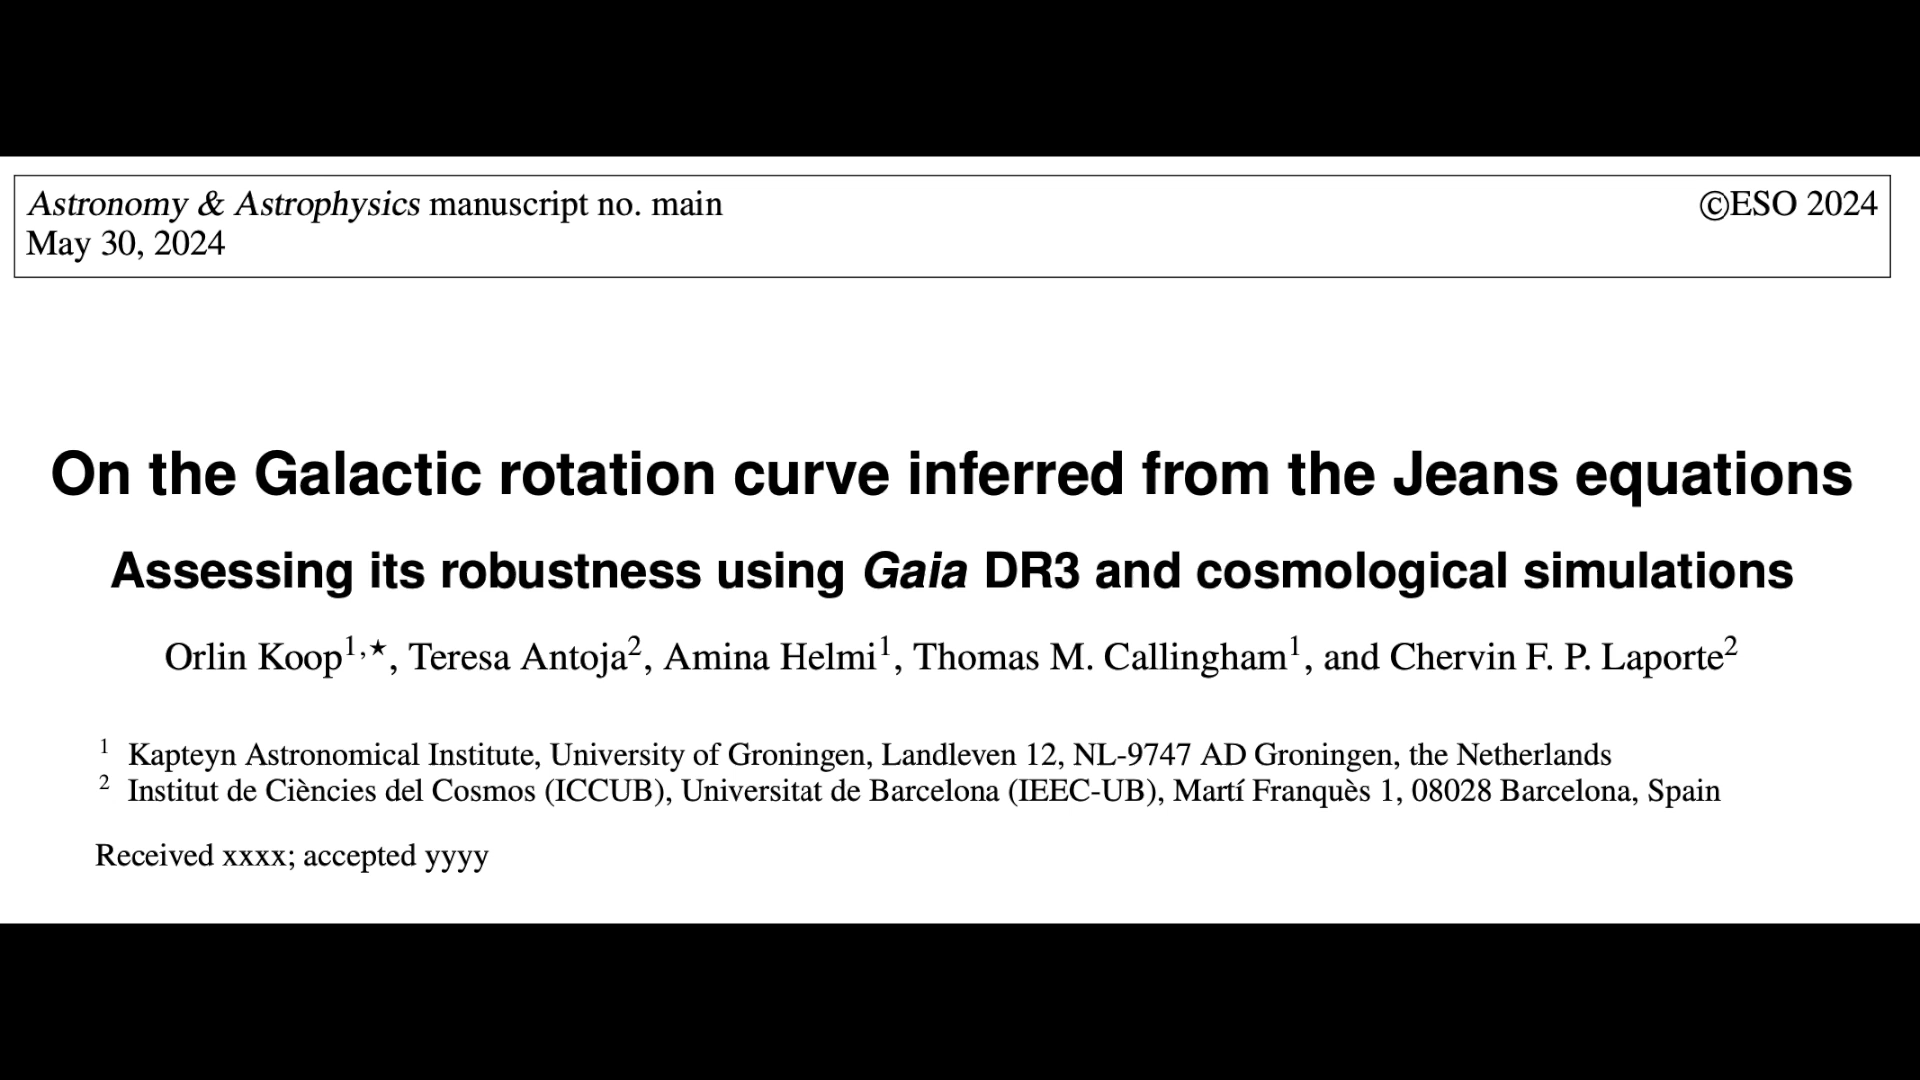 Astronomy & Astrophysics manuscript no. main ©ESO 2024
May 30, 2024
On the Galactic rotation curve inferred from the Jeans equations
Assessing its robustness using Gaia DR3 and cosmological simulations
Orlin Koop1,★, Teresa Antoja2, Amina Helmi1, Thomas M. Callingham1, and Chervin F. P. Laporte2
1 Kapteyn Astronomical Institute, University of Groningen, Landleven 12, NL-9747 AD Groningen, the Netherlands
2 Institut de Ciències del Cosmos (ICCUB), Universitat de Barcelona (IEEC-UB), Martí Franquès 1, 08028 Barcelona, Spain
Received xxxx; accepted yyyy